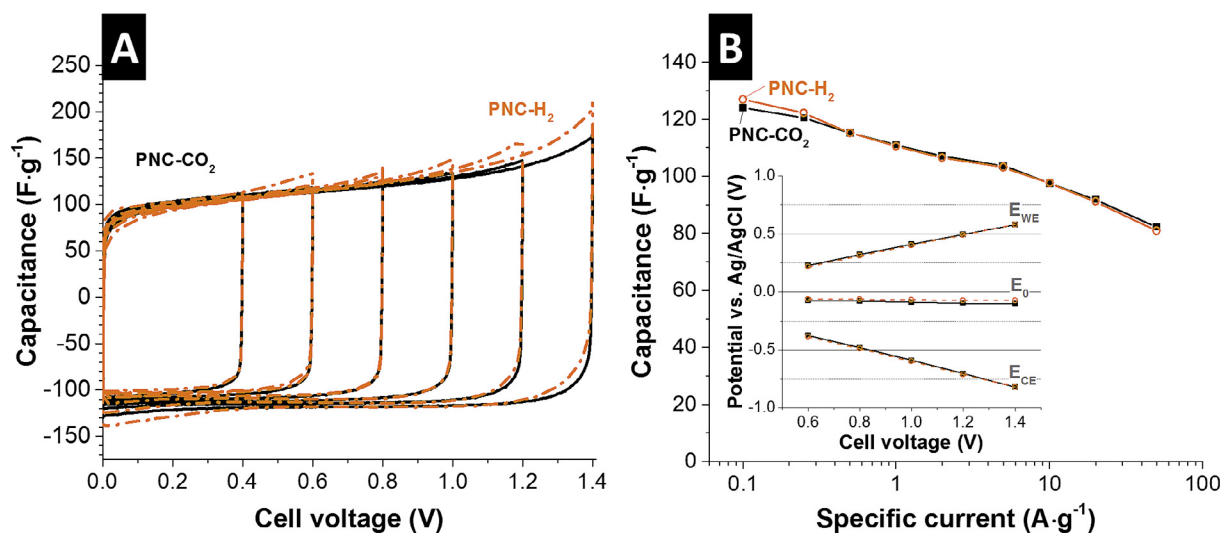 A
250
200
150
100
50
0
-50
-100
-150
Capacitance (F·g⁻¹)
PNC-H₂
PNC-CO₂
0.0 0.2 0.4 0.6 0.8 1.0 1.2 1.4
Cell voltage (V)
B
140
120
100
80
60
40
20
0
Capacitance (F·g⁻¹)
PNC-H₂
PNC-CO₂
1.0
0.5
0.0
-0.5
-1.0
Potential vs. Ag/AgCl (V)
E_WE
E₀
E_CE
0.6 0.8 1.0 1.2 1.4
Cell voltage (V)
0.1 1 10 100
Specific current (A·g⁻¹)